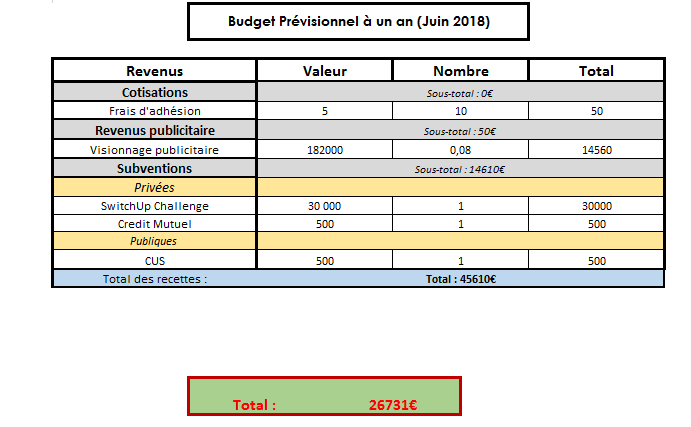 Budget Prévisionnel à un an (Juin 2018)
Revenus Valeur Nombre Total
Cotisations Sous-total : 0€
Frais d'adhésion 5 10 50
Revenus publicitaire Sous-total : 50€
Visionnage publicitaire 182000 0,08 14560
Subventions Sous-total : 14610€
Privées
SwitchUp Challenge 30 000 1 30000
Credit Mutuel 500 1 500
Publiques
CUS 500 1 500
Total des recettes : Total : 45610€
Total : 26731€